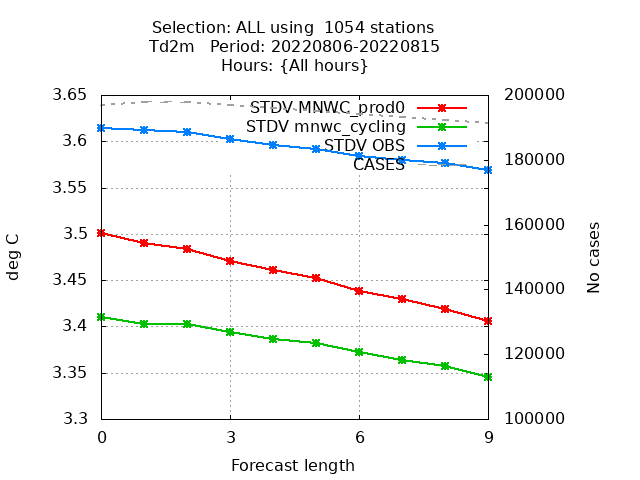 Selection: ALL using  1054 stations
Td2m   Period: 20220806-20220815
Hours: {All hours}
3.65
3.6
3.55
3.5
3.45
3.4
3.35
3.3
deg C
STDV MNWC_prod0
STDV mnwc_cycling
STDV OBS
CASES
200000
180000
160000
140000
120000
100000
No cases
0 3 6 9
Forecast length